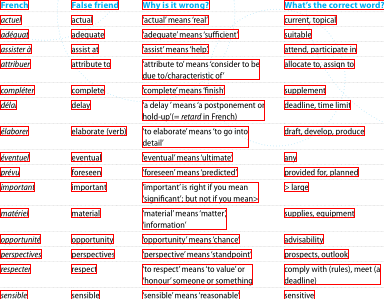 French False friend Why is it wrong? What's the correct word?
actuel actual 'actual' means 'real' current, topical
adéquat adequate 'adequate' means 'sufficient' suitable
assister à assist at 'assist' means 'help, attend, participate in
attribuer attribute to 'attribute to' means 'consider to be allocate to, assign to
due to/characteristic of'
compléter complete 'complete' means 'finish supplement
délai delay 'a delay' means 'a postponement or deadline, time limit
hold-up'(= retard in French)
élaborer elaborate (verb) 'to elaborate' means 'to go into draft, develop, produce
detail'
éventuel eventual 'eventual' means 'ultimate' any
prévu foreseen 'foreseen' means 'predicted' provided for, planned
important important 'important' is right if you mean > large
'significant'; but not if you mean>
matériel material 'material' means 'matter, supplies, equipment
'information'
opportunité opportunity 'opportunity' means 'chance' advisability
perspectives perspectives 'perspective' means 'standpoint' prospects, outlook
respecter respect 'to respect' means 'to value' or comply with (rules), meet (a
'honour' someone or something deadline)
sensible sensible 'sensible' means 'reasonable' sensitive